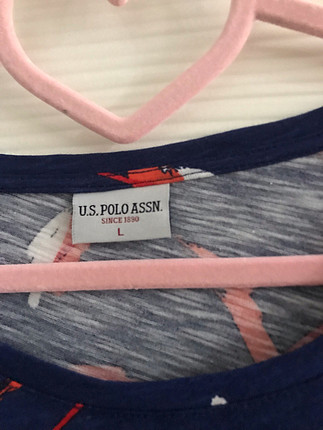 U.S. POLO ASSN.
SINCE 1890
L